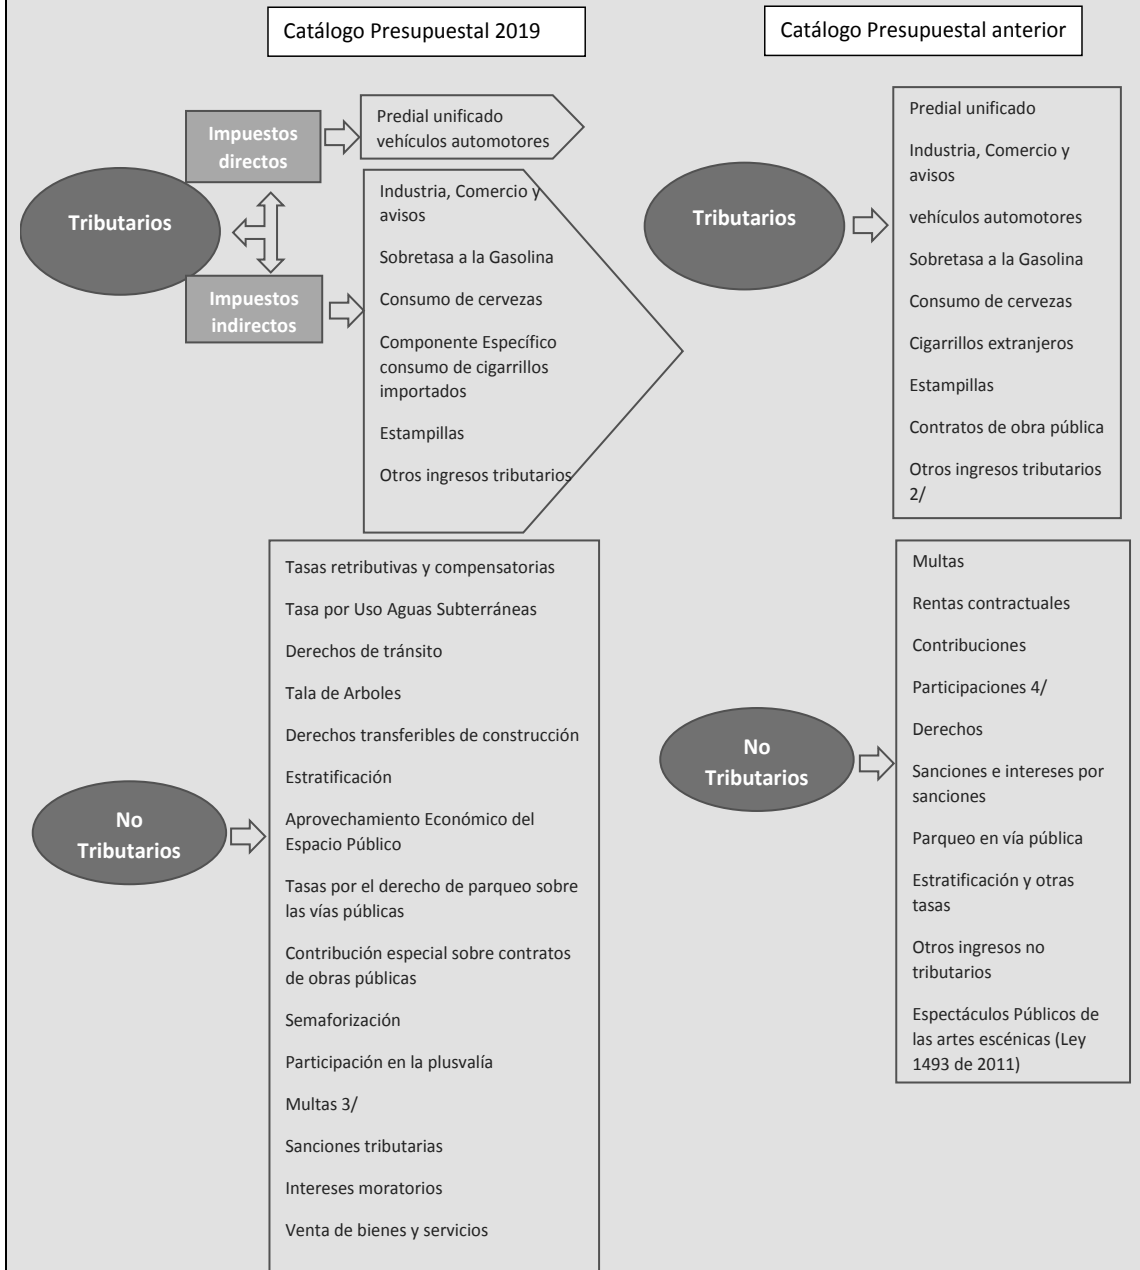 Catálogo Presupuestal 2019
Tributarios
Impuestos
directos
Predial unificado
vehículos automotores
Impuestos
indirectos
Industria, Comercio y
avisos
Sobretasa a la Gasolina
Consumo de cervezas
Componente Específico
consumo de cigarrillos
importados
Estampillas
Otros ingresos tributarios
No
Tributarios
Tasas retributivas y compensatorias
Tasa por Uso Aguas Subterráneas
Derechos de tránsito
Tala de Arboles
Derechos transferibles de construcción
Estratificación
Aprovechamiento Económico del
Espacio Público
Tasas por el derecho de parqueo sobre
las vías públicas
Contribución especial sobre contratos
de obras públicas
Semaforización
Participación en la plusvalía
Multas 3/
Sanciones tributarias
Intereses moratorios
Venta de bienes y servicios
Catálogo Presupuestal anterior
Tributarios
Predial unificado
Industria, Comercio y
avisos
vehículos automotores
Sobretasa a la Gasolina
Consumo de cervezas
Cigarrillos extranjeros
Estampillas
Contratos de obra pública
Otros ingresos tributarios
2/
No
Tributarios
Multas
Rentas contractuales
Contribuciones
Participaciones 4/
Derechos
Sanciones e intereses por
sanciones
Parqueo en vía pública
Estratificación y otras
tasas
Otros ingresos no
tributarios
Espectáculos Públicos de
las artes escénicas (Ley
1493 de 2011)